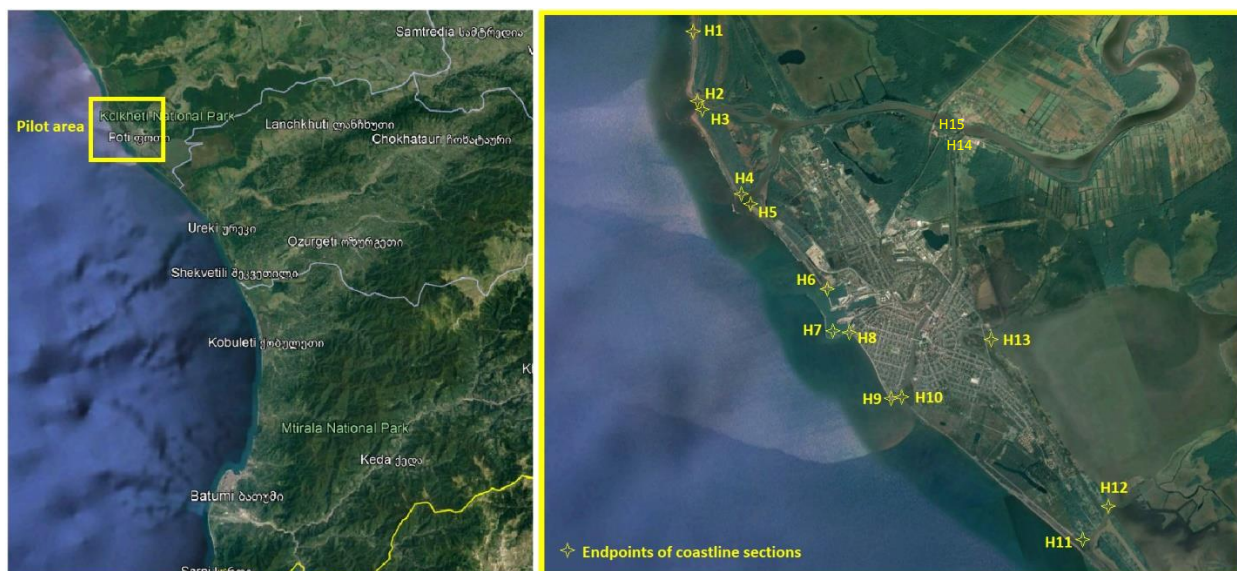 Samtredia სამტრედია
Kolkheti National Park
Pilot area
Lanchkhuti ლანჩხუთი
Foti ფოთი
Chokhatauri ჩოხატაური
Ureki ურეკი
Ozurgeti ოზურგეთი
Shekvetili შეკვეთილი
Kobuleti ქობულეთი
Mtirala National Park
Keda ქედა
Batumi ბათუმი
H1
H2
H3
H15
H14
H4
H5
H6
H7
H8
H13
H9
H10
H12
H11
Endpoints of coastline sections